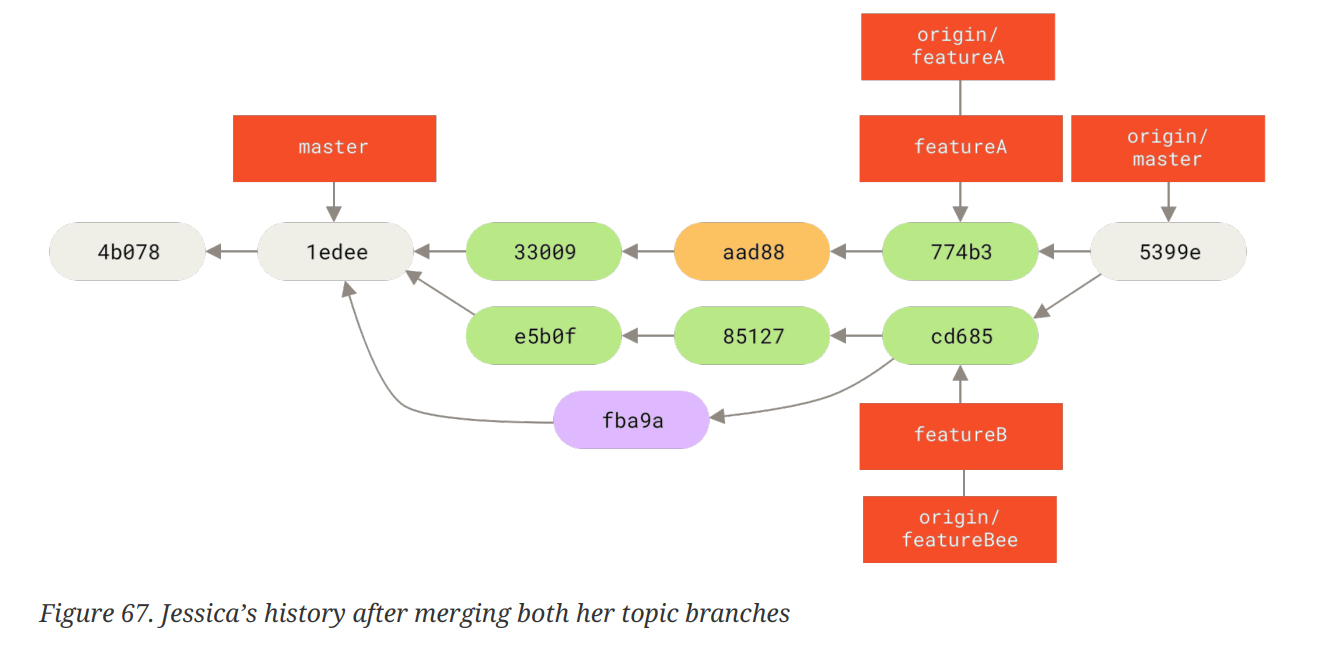 origin/
featureA
master
featureA
origin/
master
4b078
1edee
33009
aad88
774b3
5399e
e5b0f
85127
cd685
fba9a
featureB
origin/
featureBee
Figure 67. Jessica’s history after merging both her topic branches